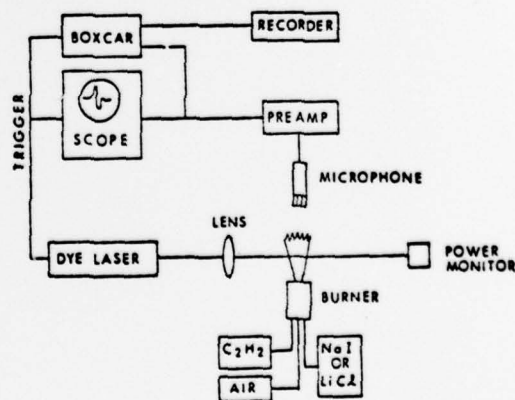 BOXCAR
RECORDER
TRIGGER
SCOPE
PREAMP
MICROPHONE
LENS
DYE LASER
POWER
MONITOR
BURNER
C2H2
NaI
OR
LiCl
AIR